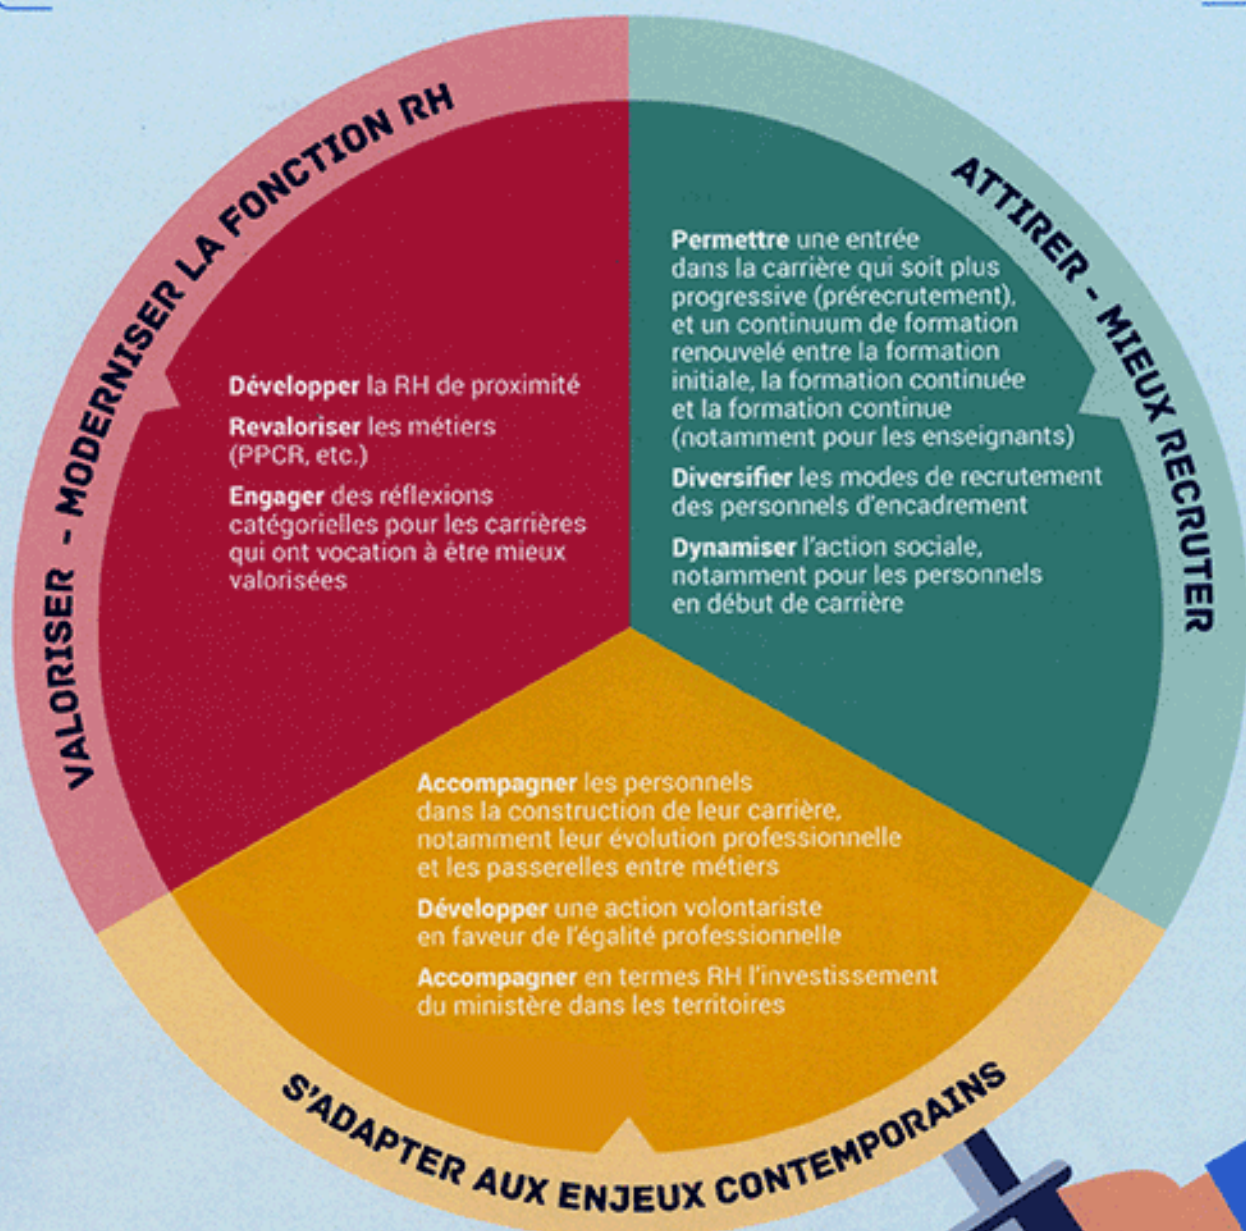 VALORISER - MODERNISER LA FONCTION RH
Développer la RH de proximité
Revaloriser les métiers
(PPCR, etc.)
Engager des réflexions
catégorielles pour les carrières
qui ont vocation à être mieux
valorisées
ATTIRER - MIEUX RECRUTER
Permettre une entrée
dans la carrière qui soit plus
progressive (prérecrutement),
et un continuum de formation
renouvelé entre la formation
initiale, la formation continuée
et la formation continue
(notamment pour les enseignants)
Diversifier les modes de recrutement
des personnels d'encadrement
Dynamiser l'action sociale,
notamment pour les personnels
en début de carrière
Accompagner les personnels
dans la construction de leur carrière,
notamment leur évolution professionnelle
et les passerelles entre métiers
Développer une action volontariste
en faveur de l'égalité professionnelle
Accompagner en termes RH l'investissement
du ministère dans les territoires
S'ADAPTER AUX ENJEUX CONTEMPORAINS